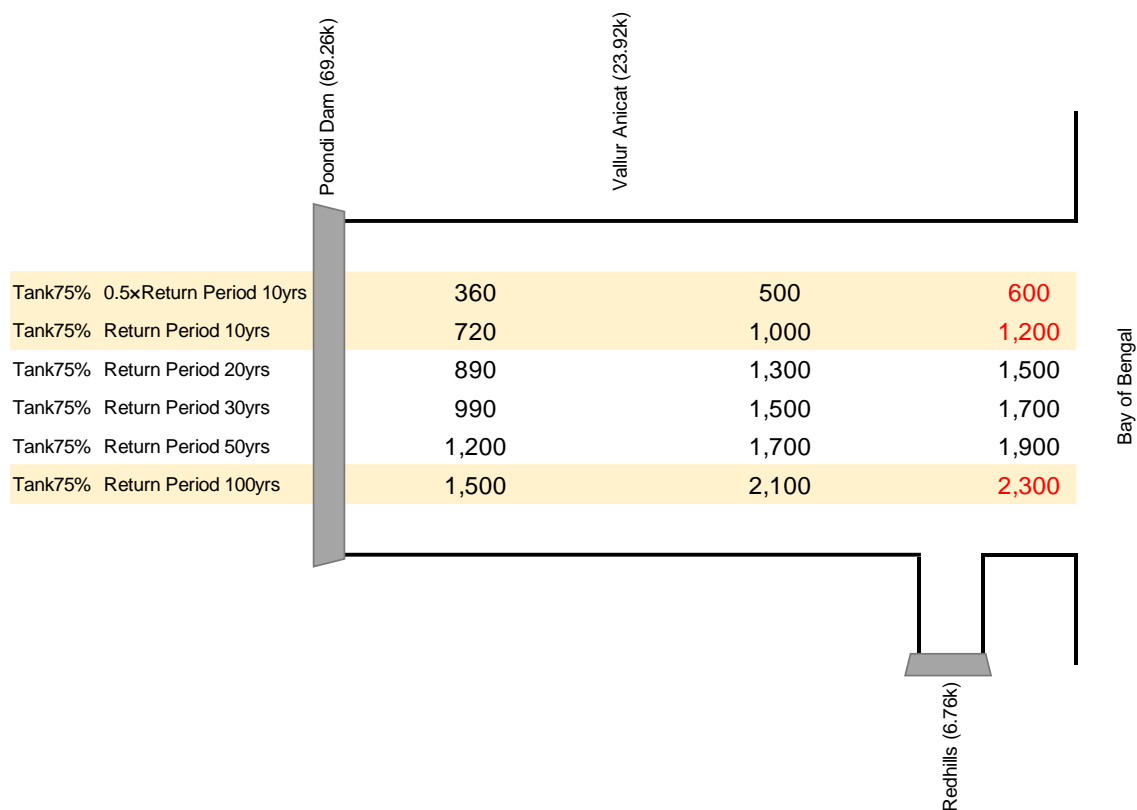 Poondi Dam (69.26k)
Vallur Anicat (23.92k)
Tank75% 0.5×Return Period 10yrs 360 500 600
Tank75% Return Period 10yrs 720 1,000 1,200
Tank75% Return Period 20yrs 890 1,300 1,500
Tank75% Return Period 30yrs 990 1,500 1,700
Tank75% Return Period 50yrs 1,200 1,700 1,900
Tank75% Return Period 100yrs 1,500 2,100 2,300
Bay of Bengal
Redhills (6.76k)